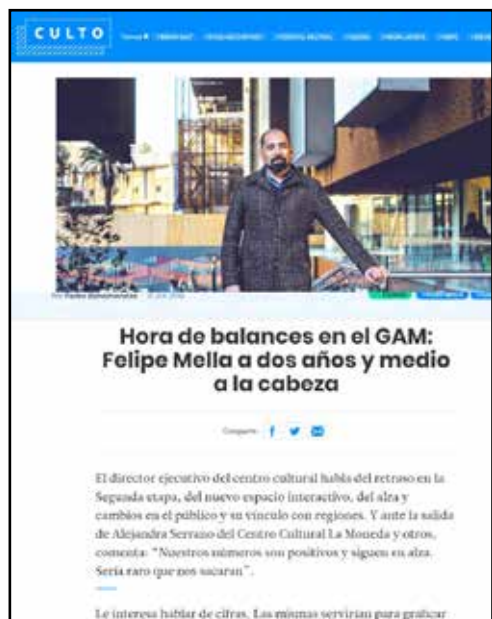 CULTO
Hora de balances en el GAM:
Felipe Mella a dos años y medio
a la cabeza
Compartir
El director ejecutivo del centro cultural habla del retraso en la
Segunda etapa, del nuevo espacio interactivo, del alza y
cambios en el público y su vínculo con regiones. Y ante la salida
de Alejandra Serrano del Centro Cultural La Moneda y otros,
comenta: "Nuestros números son positivos y siguen en alza.
Sería raro que nos sacaran".
Le interesa hablar de cifras. Las mismas servirían para graficar